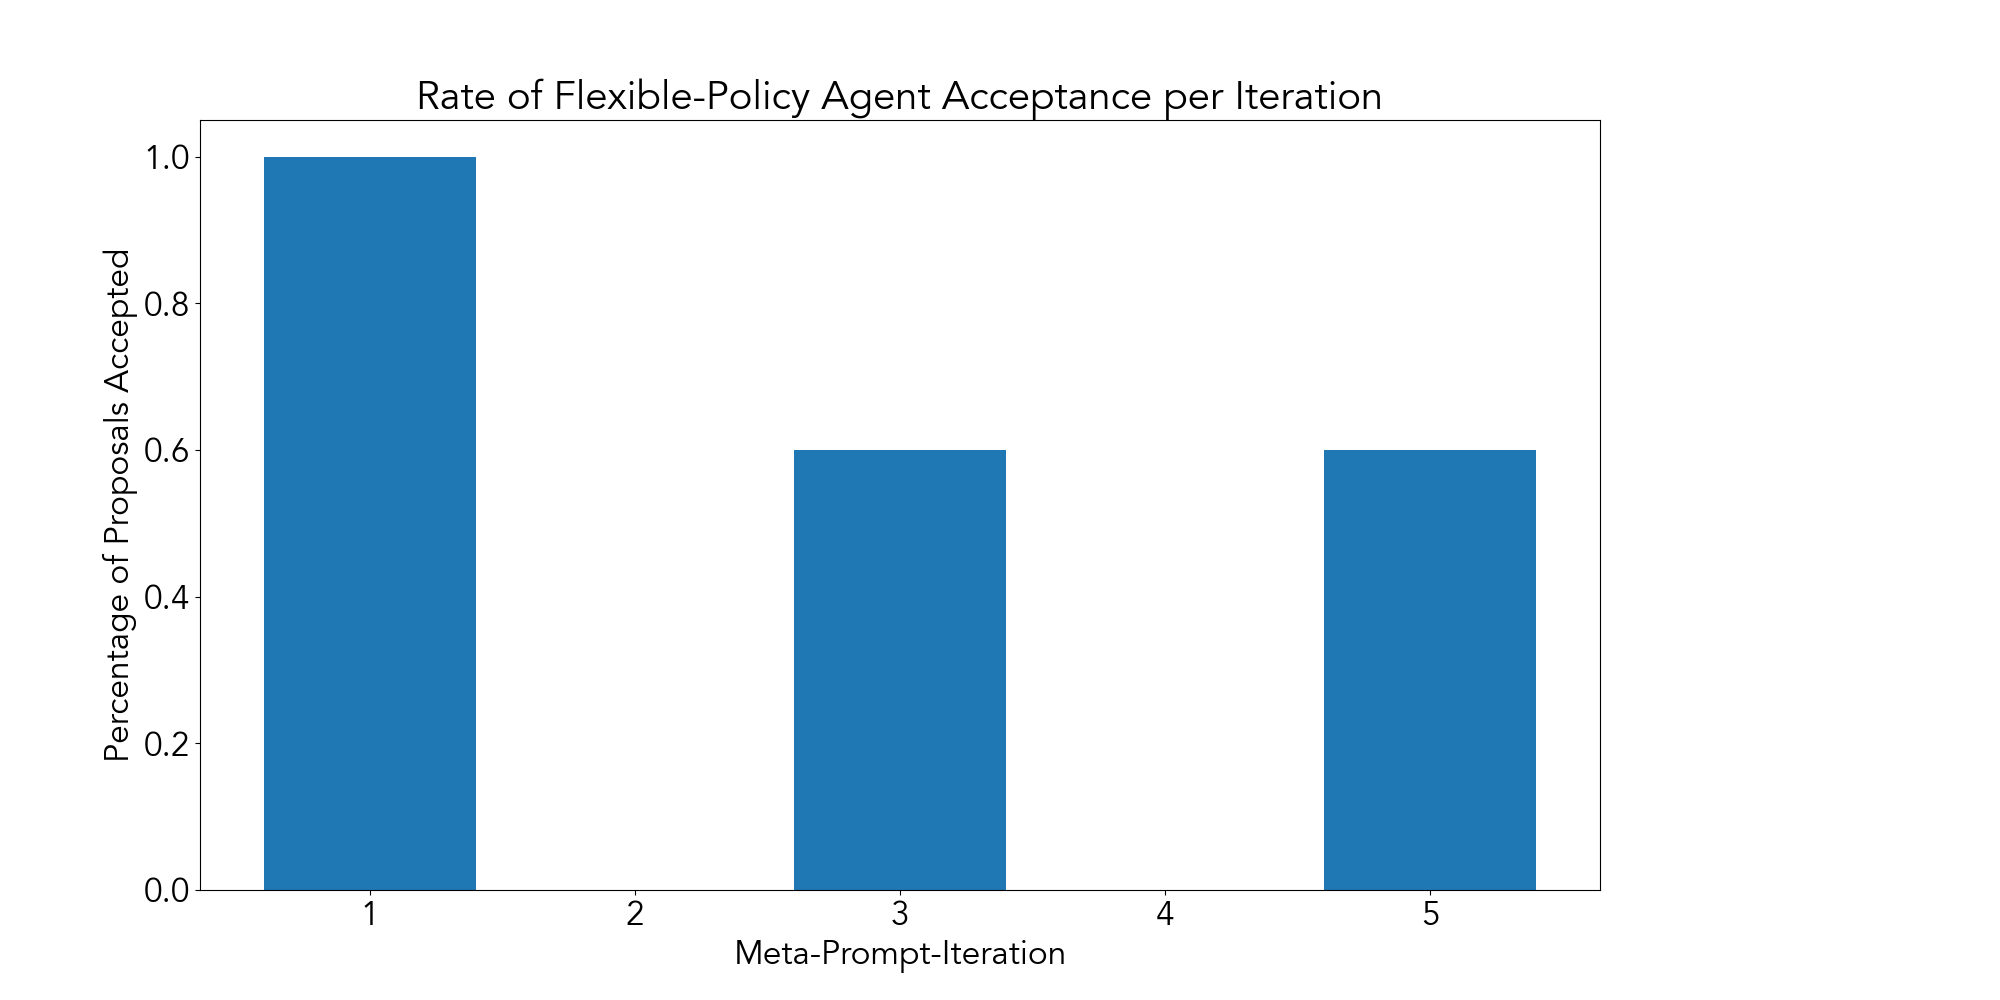 Rate of Flexible-Policy Agent Acceptance per Iteration
Percentage of Proposals Accepted
1.0
0.8
0.6
0.4
0.2
0.0
1 2 3 4 5
Meta-Prompt-Iteration